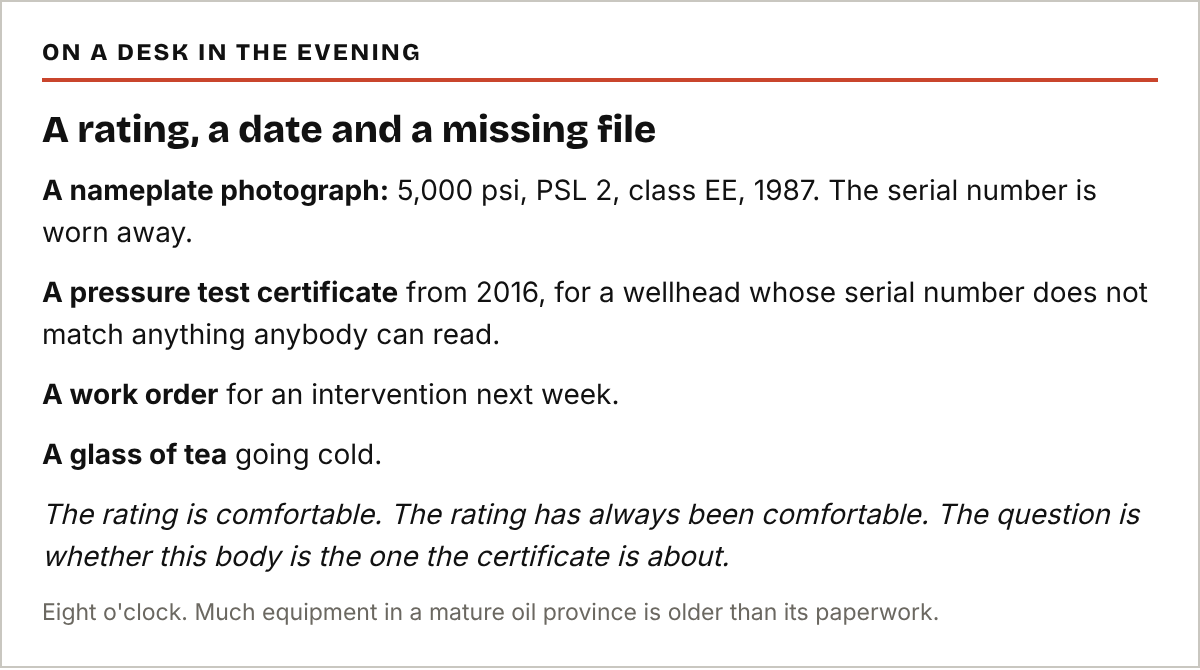 ON A DESK IN THE EVENING
A rating, a date and a missing file
A nameplate photograph: 5,000 psi, PSL 2, class EE, 1987. The serial number is
worn away.
A pressure test certificate from 2016, for a wellhead whose serial number does not
match anything anybody can read.
A work order for an intervention next week.
A glass of tea going cold.
The rating is comfortable. The rating has always been comfortable. The question is
whether this body is the one the certificate is about.
Eight o'clock. Much equipment in a mature oil province is older than its paperwork.